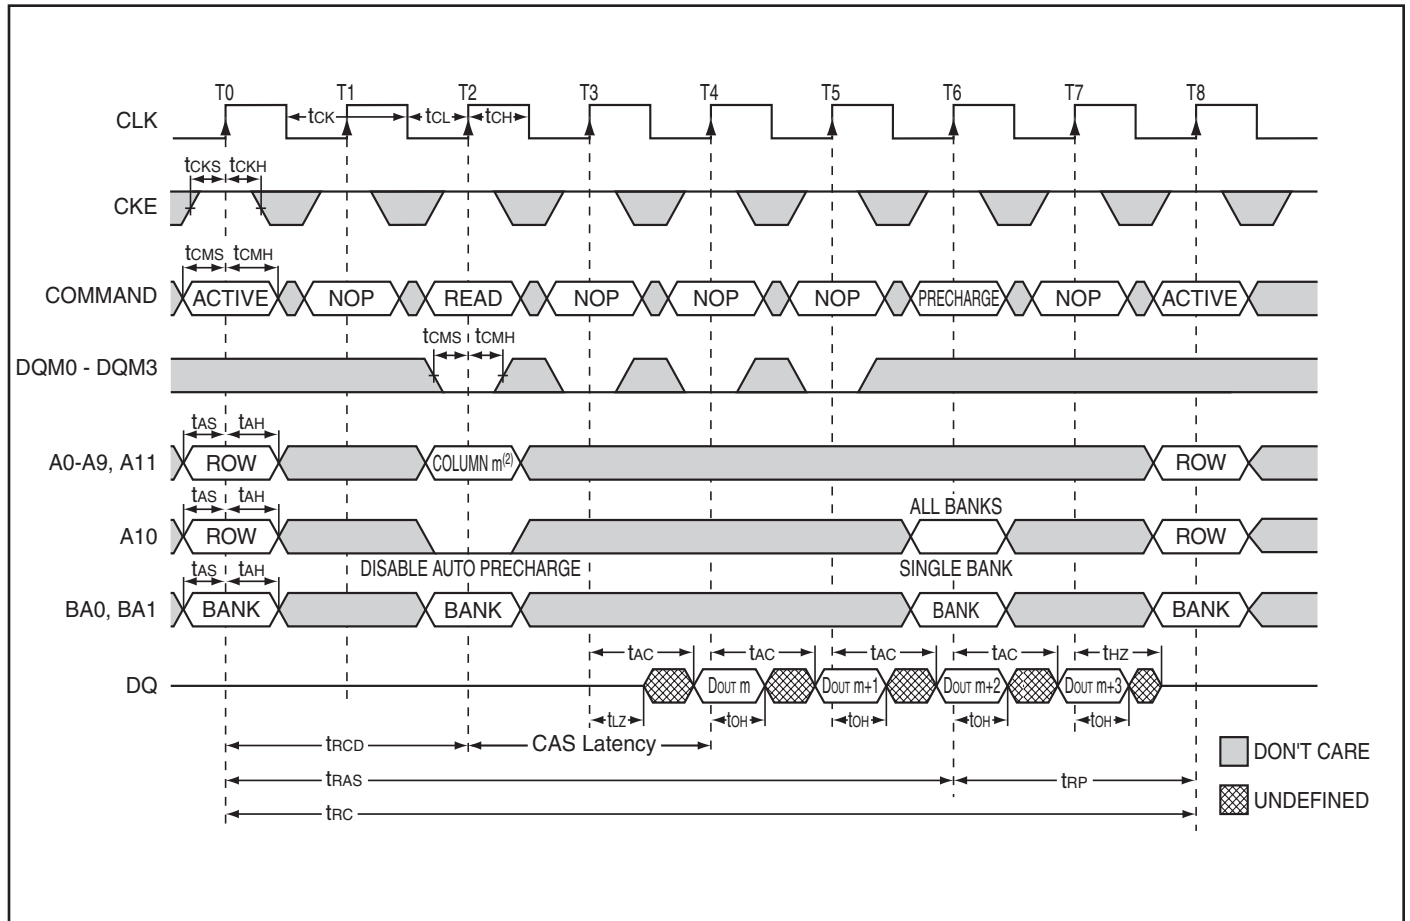 T0 T1 T2 T3 T4 T5 T6 T7 T8
CLK tCK tCL tCH
tCKS tCKH
CKE
tCMS tCMH
COMMAND ACTIVE NOP READ NOP NOP NOP PRECHARGE NOP ACTIVE
tCMS tCMH
DQM0 - DQM3
tAS tAH
A0-A9, A11 ROW COLUMN m(2) ROW
tAS tAH ALL BANKS
A10 ROW ROW
DISABLE AUTO PRECHARGE SINGLE BANK
tAS tAH
BA0, BA1 BANK BANK BANK BANK
tAC tAC tAC tAC tHZ
DQ DOUT m DOUT m+1 DOUT m+2 DOUT m+3
tLZ tOH tOH tOH tOH
tRCD CAS Latency
DON'T CARE
tRAS tRP
UNDEFINED
tRC